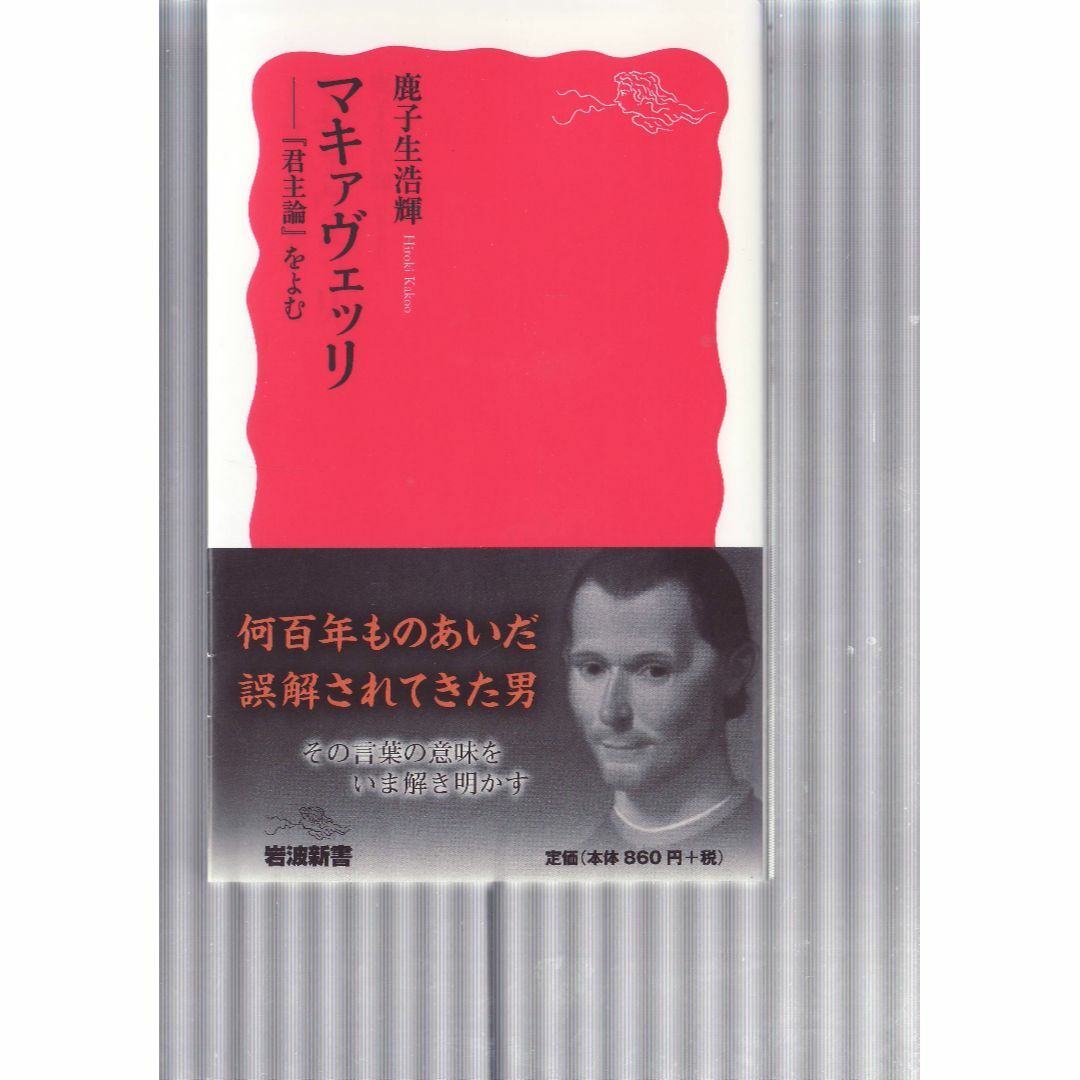 鹿子生浩輝
Hiroki Kakoo
マキァヴェッリ
──『君主論』をよむ
何百年ものあいだ
誤解されてきた男
その言葉の意味を
いま解き明かす
岩波新書
定価(本体 860 円+税)